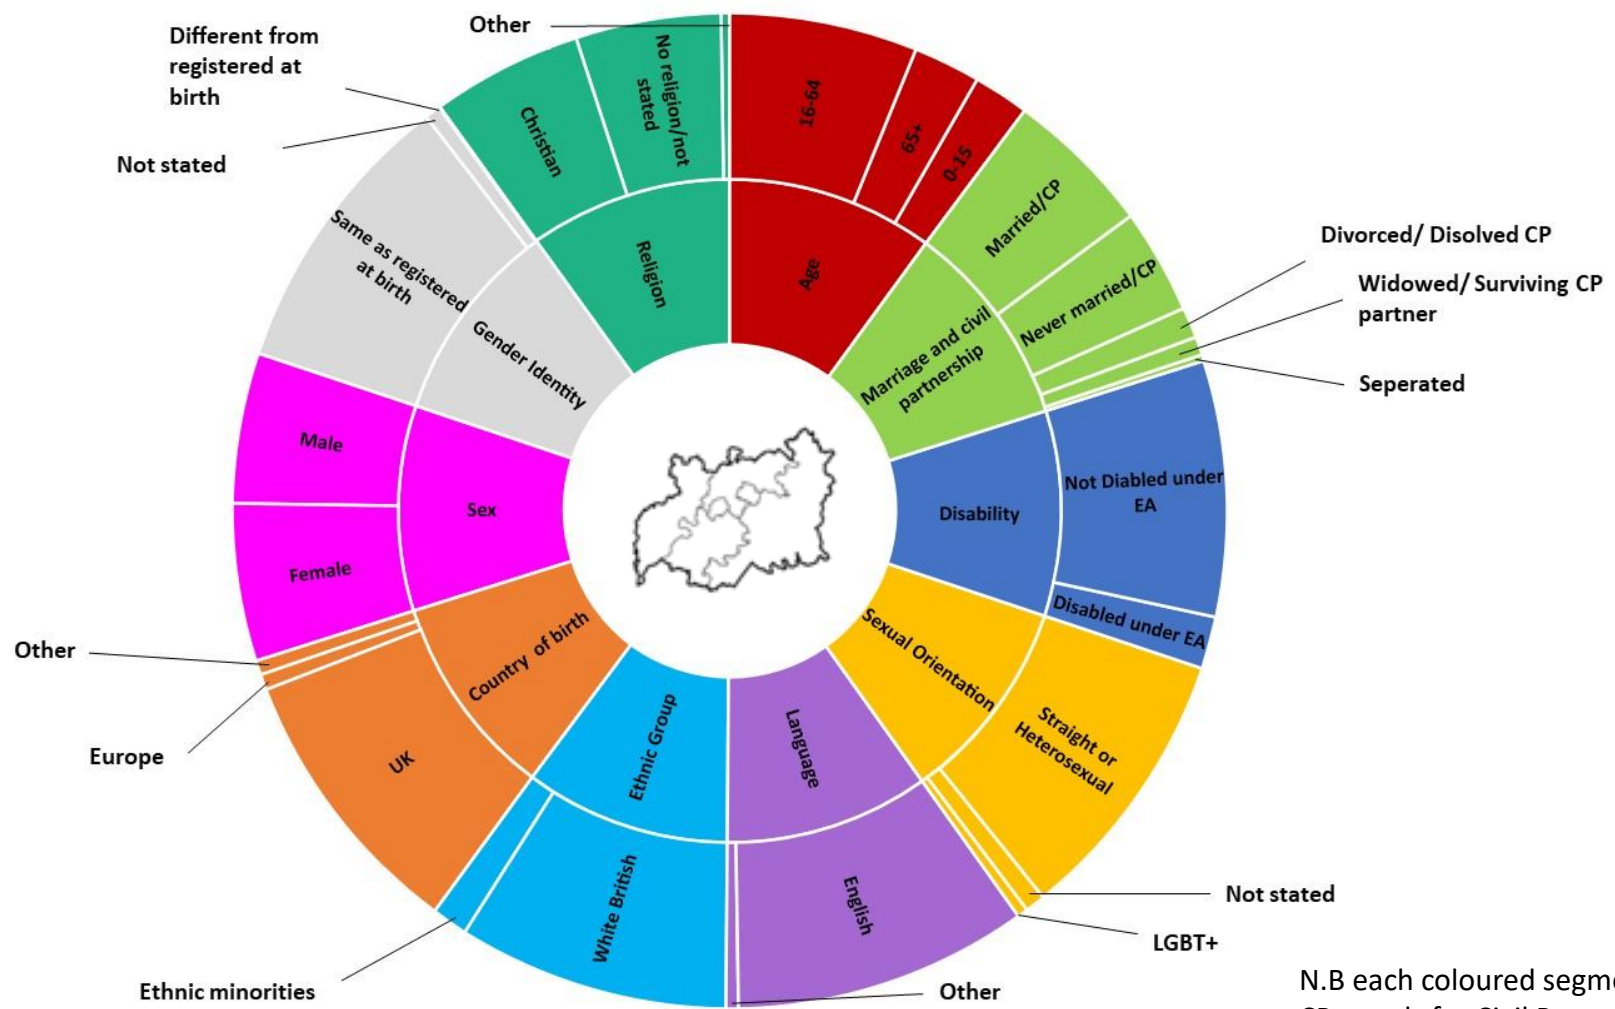 Other
Different from
registered at
birth
Not stated
Christian
No religion/not
stated
16-64
65+
0-15
Religion
Age
Married/CP
Never married/CP
Divorced/ Disolved CP
Widowed/ Surviving CP
partner
Seperated
Marriage and civil
partnership
Same as registered
at birth
Gender Identity
Male
Sex
Female
Not Diabled under
EA
Disability
Disabled under EA
Sexual Orientation
Straight or
Heterosexual
Not stated
LGBT+
Country of birth
Other
Europe
UK
Ethnic Group
White British
Ethnic minorities
Language
English
Other
N.B each coloured